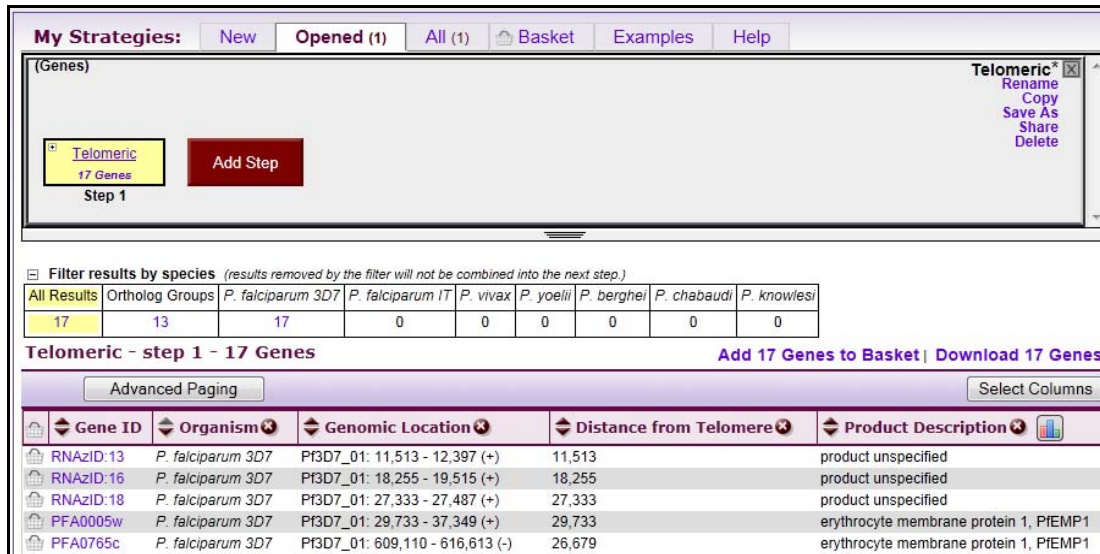 My Strategies: New Opened (1) All (1) Basket Examples Help
(Genes)
Telomeric*
Rename
Copy
Save As
Share
Delete
Telomeric
17 Genes
Step 1
Add Step
Filter results by species (results removed by the filter will not be combined into the next step.)
All Results Ortholog Groups P. falciparum 3D7 P. falciparum IT P. vivax P. yoelii P. berghei P. chabaudi P. knowlesi
17 13 17 0 0 0 0 0 0
Telomeric - step 1 - 17 Genes
Add 17 Genes to Basket | Download 17 Genes
Advanced Paging Select Columns
Gene ID Organism Genomic Location Distance from Telomere Product Description
RNAzID:13 P. falciparum 3D7 Pf3D7_01: 11,513 - 12,397 (+) 11,513 product unspecified
RNAzID:16 P. falciparum 3D7 Pf3D7_01: 18,255 - 19,515 (+) 18,255 product unspecified
RNAzID:18 P. falciparum 3D7 Pf3D7_01: 27,333 - 27,487 (+) 27,333 product unspecified
PFA0005w P. falciparum 3D7 Pf3D7_01: 29,733 - 37,349 (+) 29,733 erythrocyte membrane protein 1, PfEMP1
PFA0765c P. falciparum 3D7 Pf3D7_01: 609,110 - 616,613 (-) 26,679 erythrocyte membrane protein 1, PfEMP1